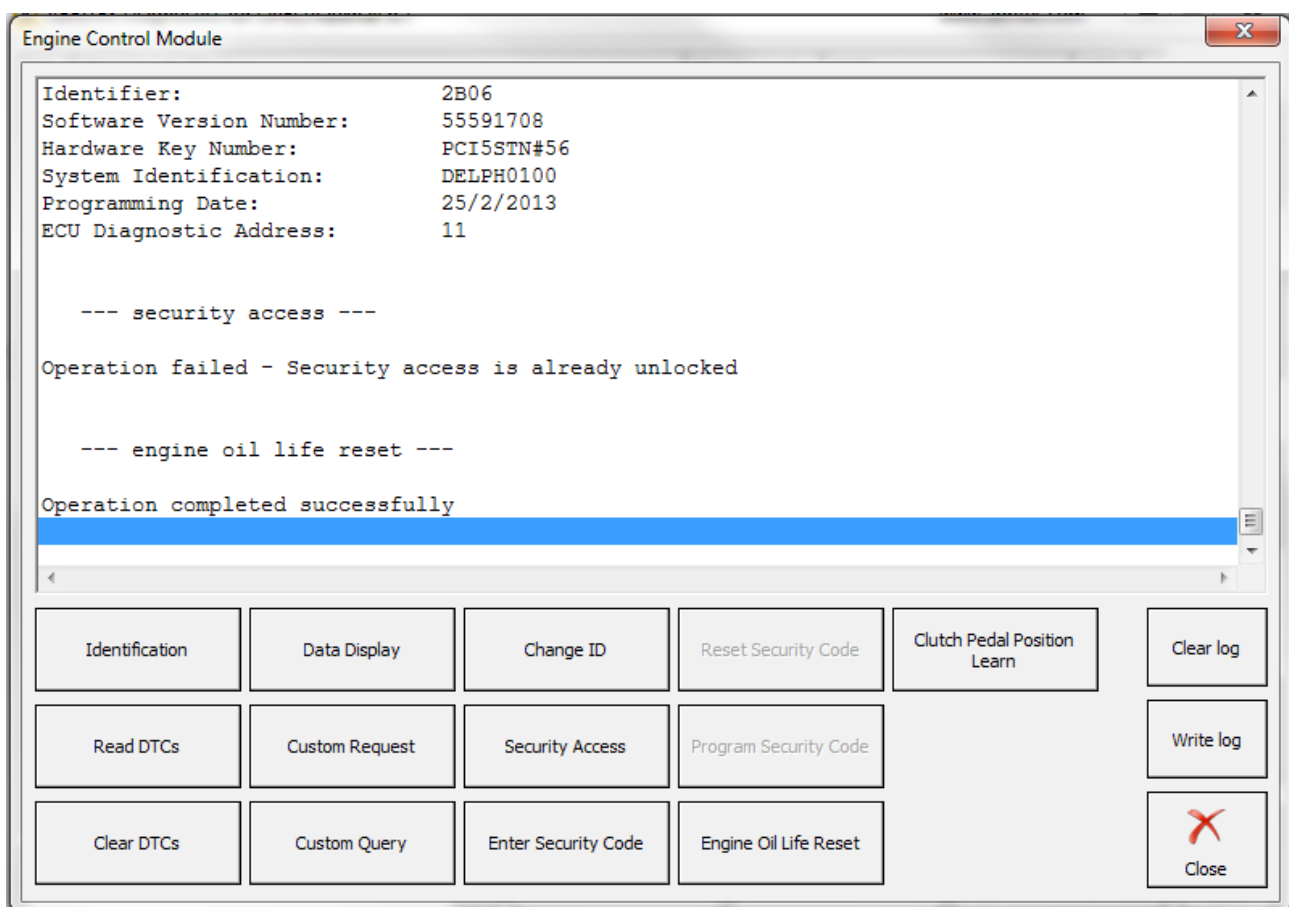 Engine Control Module
Identifier: 2B06
Software Version Number: 55591708
Hardware Key Number: PCI5STN#56
System Identification: DELPH0100
Programming Date: 25/2/2013
ECU Diagnostic Address: 11
--- security access ---
Operation failed - Security access is already unlocked
--- engine oil life reset ---
Operation completed successfully
Identification
Data Display
Change ID
Reset Security Code
Clutch Pedal Position
Learn
Clear log
Read DTCs
Custom Request
Security Access
Program Security Code
Write log
Clear DTCs
Custom Query
Enter Security Code
Engine Oil Life Reset
Close